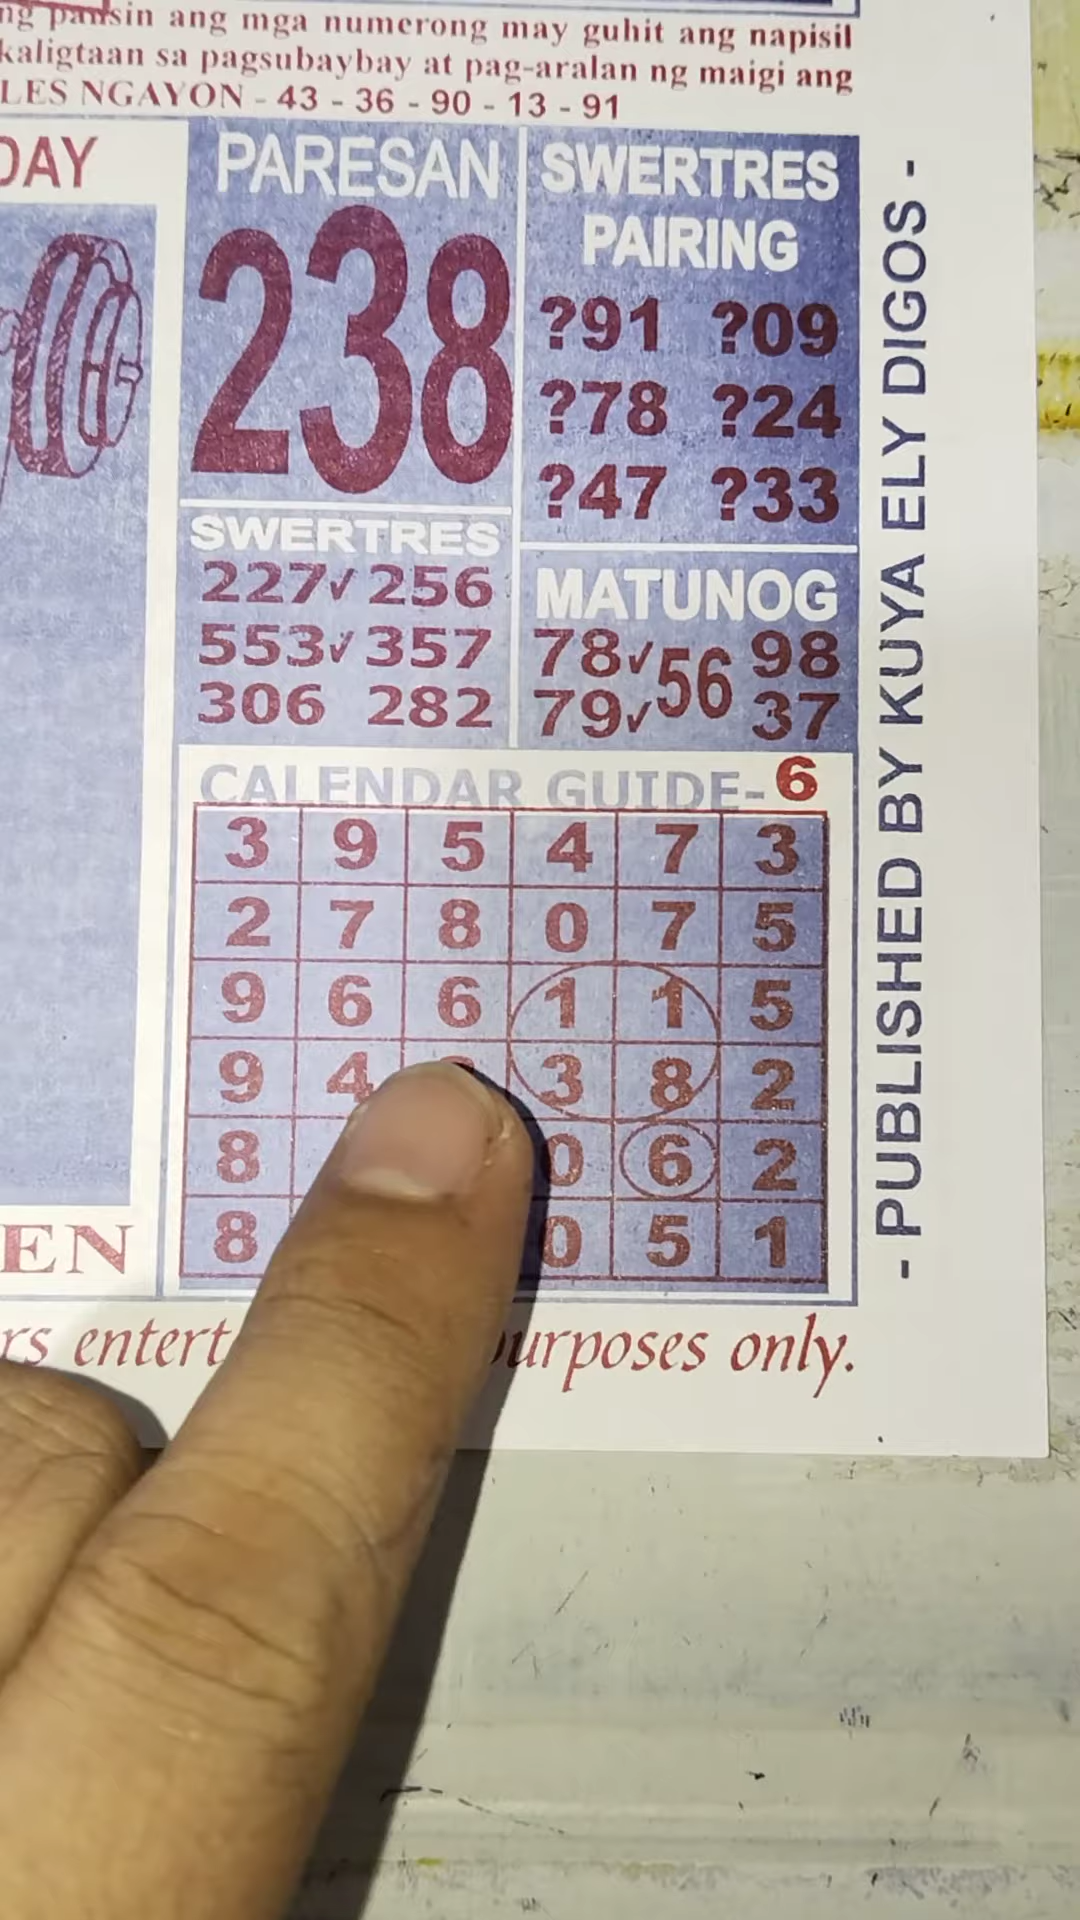 ng pansin ang mga numerong may guhit ang napisil
kaligtaan sa pagsubaybay at pag-aralan ng maigi ang
LES NGAYON - 43 - 36 - 90 - 13 - 91
DAY
PARESAN
238
SWERTRES
PAIRING
?91 ?09
?78 ?24
?47 ?33
SWERTRES
227✓ 256
553✓ 357
306 282
MATUNOG
78✓ 56 98
79✓ 37
CALENDAR GUIDE- 6
3 9 5 4 7 3
2 7 8 0 7 5
9 6 6 1 1 5
9 4 3 8 2
8 0 6 2
8 0 5 1
EN
rs entert urposes only.
- PUBLISHED BY KUYA ELY DIGOS -